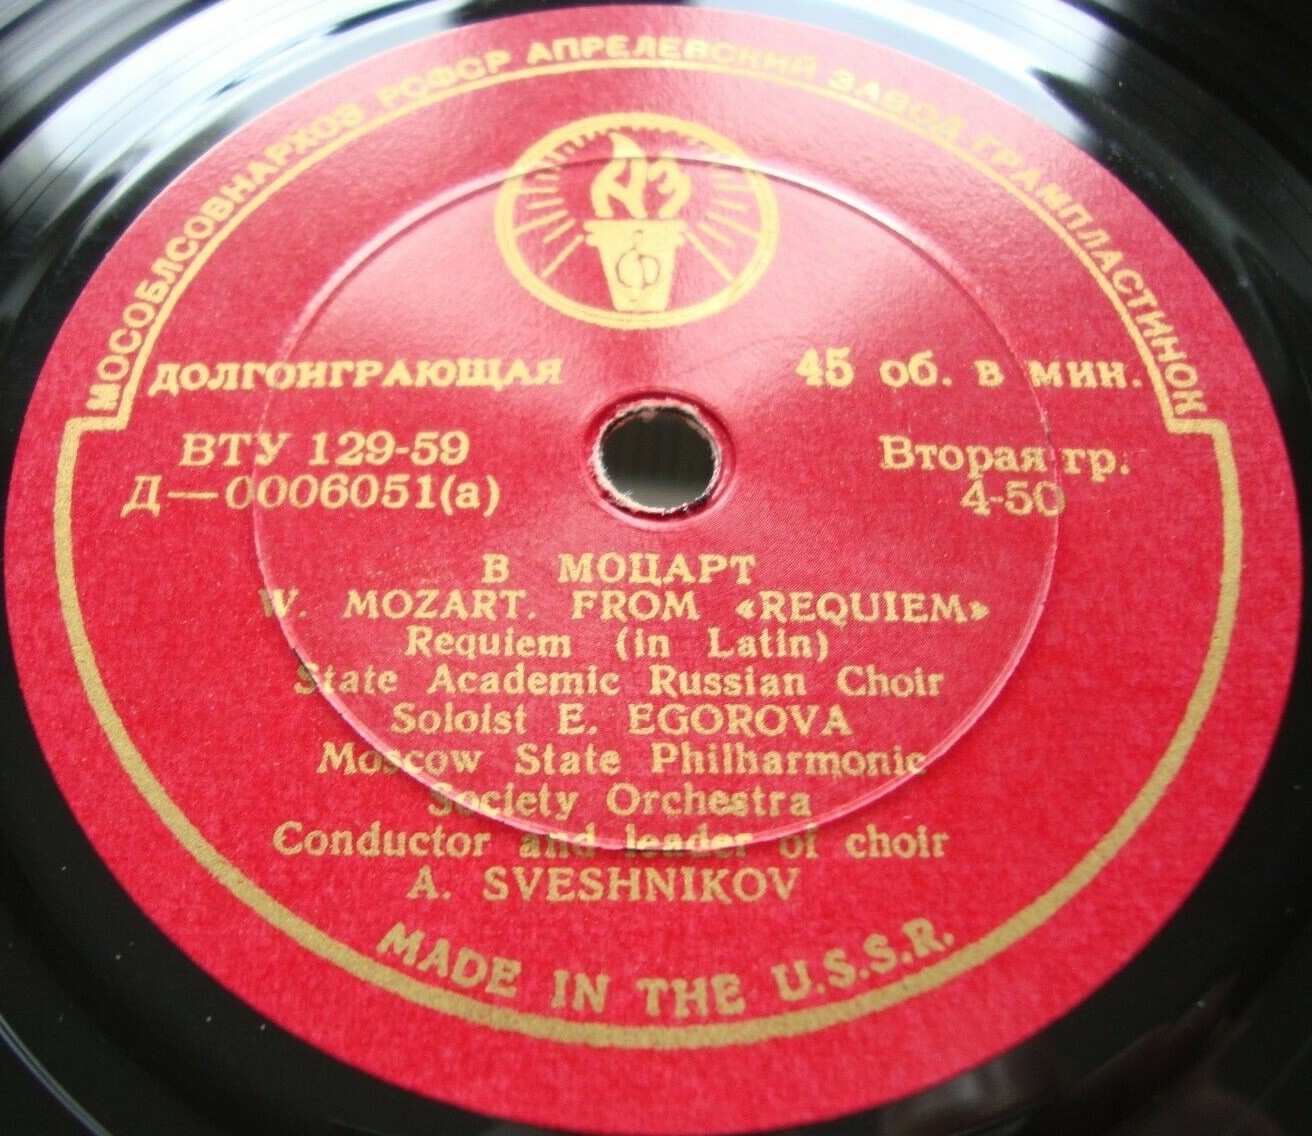 МОСОБЛСОВНАРХОЗ РСФСР АПРЕЛЕВСКИЙ ЗАВОД ГРАМПЛАСТИНОК
ДОЛГОИГРАЮЩАЯ 45 об. в мин.
ВТУ 129-59 Вторая гр.
Д—0006051(а) 4-50
В МОЦАРТ
W. MOZART. FROM «REQUIEM»
Requiem (in Latin)
State Academic Russian Choir
Soloist E. EGOROVA
Moscow State Philharmonic
Society Orchestra
Conductor and leader of choir
A. SVESHNIKOV
MADE IN THE U.S.S.R.